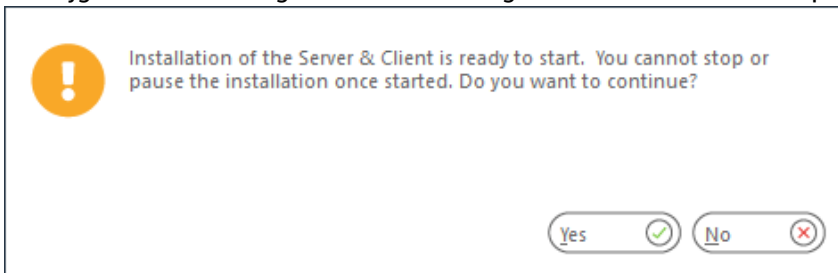 Installation of the Server & Client is ready to start.  You cannot stop or
pause the installation once started. Do you want to continue?
Yes
No